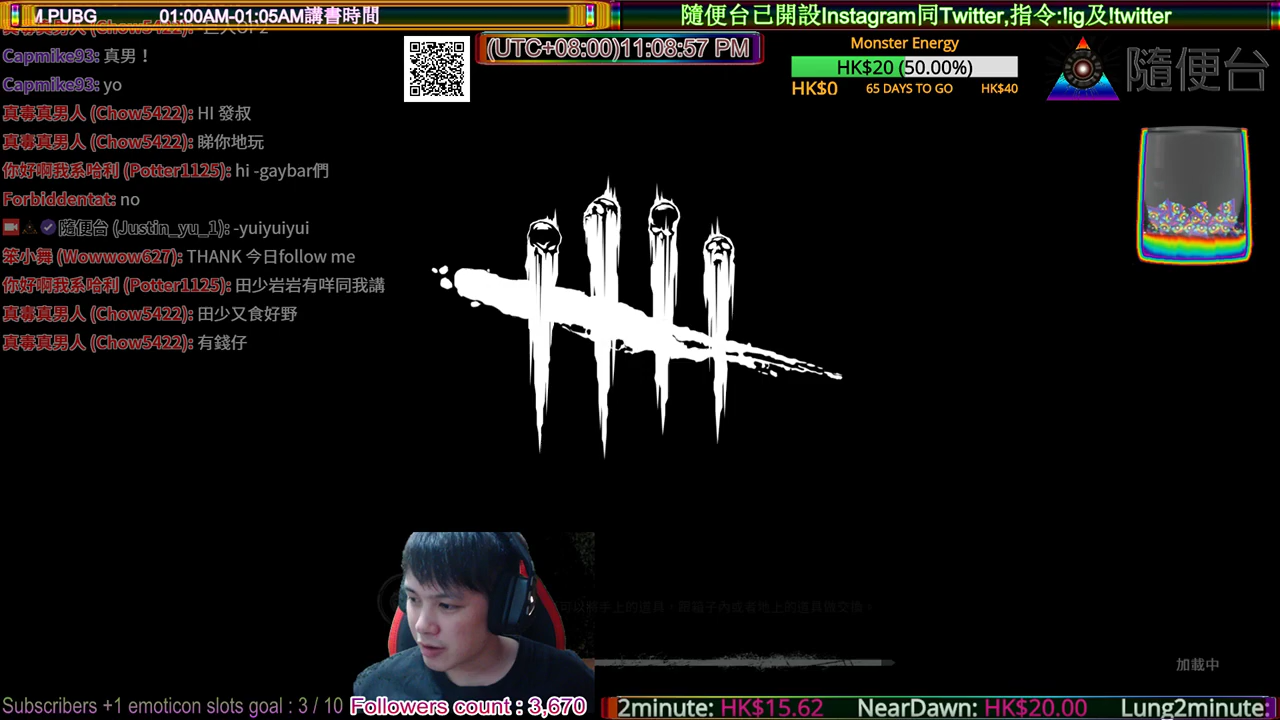 M PUBG 01:00AM-01:05AM講書時間
隨便台已開設Instagram同Twitter,指令:!ig及!twitter
Capmike93: 真男！
Capmike93: yo
真毒真男人 (Chow5422): HI 發叔
真毒真男人 (Chow5422): 睇你地玩
你好啊我系哈利 (Potter1125): hi -gaybar們
Forbiddentat: no
隨便台 (Justin_yu_1): -yuiyuiyui
笨小舞 (Wowwow627): THANK 今日follow me
你好啊我系哈利 (Potter1125): 田少岩岩有咩同我講
真毒真男人 (Chow5422): 田少又食好野
真毒真男人 (Chow5422): 有錢仔
(UTC+08:00)11:08:57 PM
Monster Energy
HK$20 (50.00%)
HK$0 65 DAYS TO GO HK$40
隨便台
加載中
Subscribers +1 emoticon slots goal : 3 / 10
Followers count : 3,670
2minute: HK$15.62 NearDawn: HK$20.00 Lung2minute: